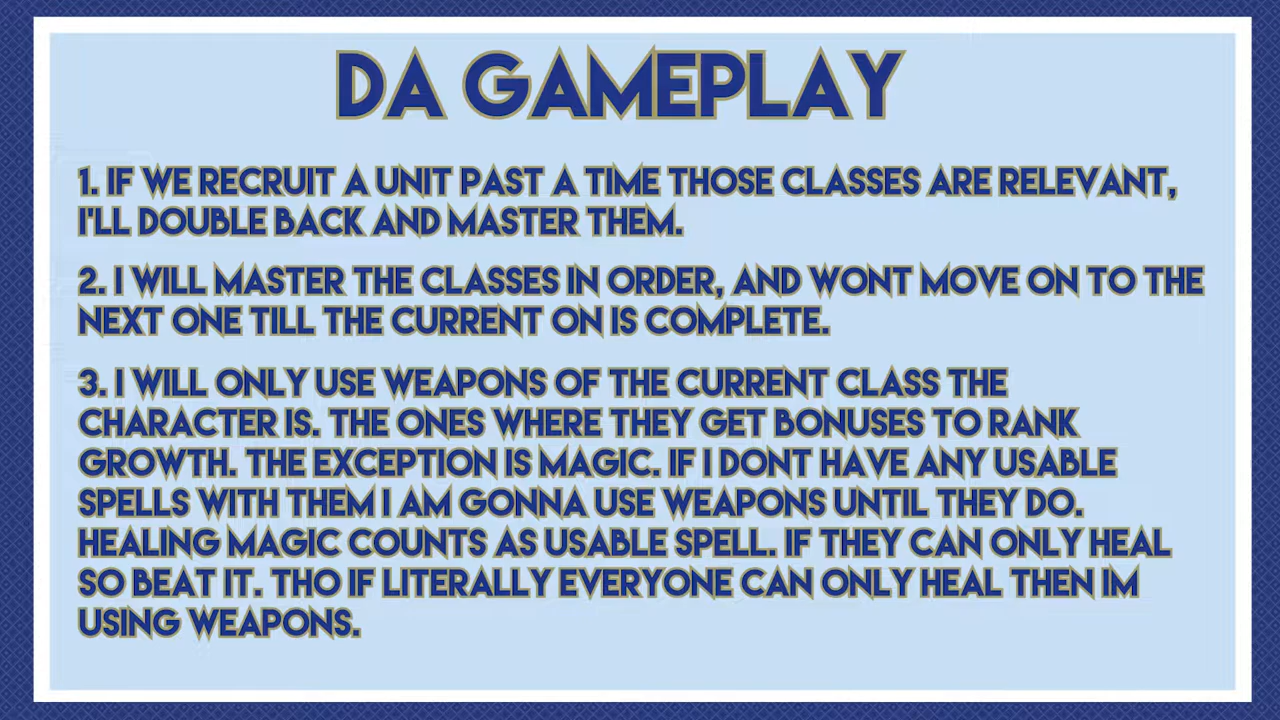 DA GAMEPLAY
1. IF WE RECRUIT A UNIT PAST A TIME THOSE CLASSES ARE RELEVANT,
I'LL DOUBLE BACK AND MASTER THEM.
2. I WILL MASTER THE CLASSES IN ORDER, AND WONT MOVE ON TO THE
NEXT ONE TILL THE CURRENT ON IS COMPLETE.
3. I WILL ONLY USE WEAPONS OF THE CURRENT CLASS THE
CHARACTER IS. THE ONES WHERE THEY GET BONUSES TO RANK
GROWTH. THE EXCEPTION IS MAGIC. IF I DONT HAVE ANY USABLE
SPELLS WITH THEM I AM GONNA USE WEAPONS UNTIL THEY DO.
HEALING MAGIC COUNTS AS USABLE SPELL. IF THEY CAN ONLY HEAL
SO BEAT IT. THO IF LITERALLY EVERYONE CAN ONLY HEAL THEN IM
USING WEAPONS.